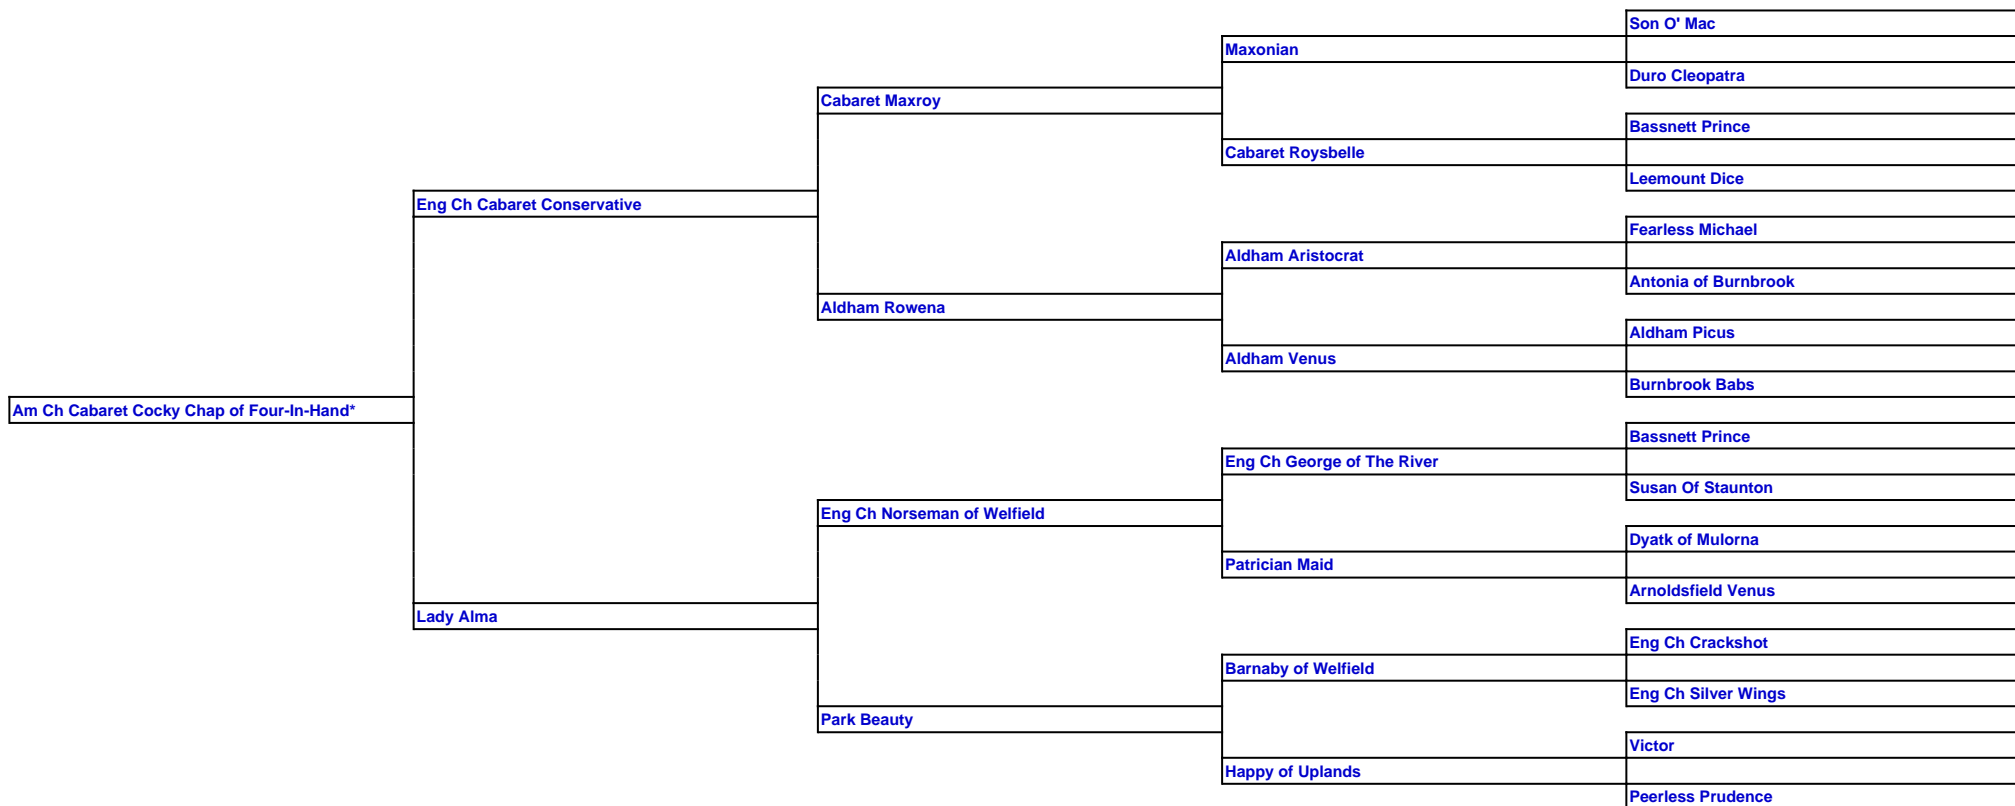 Son O' Mac
Maxonian
Duro Cleopatra
Cabaret Maxroy
Bassnett Prince
Cabaret Roysbelle
Leemount Dice
Eng Ch Cabaret Conservative
Fearless Michael
Aldham Aristocrat
Antonia of Burnbrook
Aldham Rowena
Aldham Picus
Aldham Venus
Burnbrook Babs
Am Ch Cabaret Cocky Chap of Four-In-Hand*
Bassnett Prince
Eng Ch George of The River
Susan Of Staunton
Eng Ch Norseman of Welfield
Dyatk of Mulorna
Patrician Maid
Arnoldsfield Venus
Lady Alma
Eng Ch Crackshot
Barnaby of Welfield
Eng Ch Silver Wings
Park Beauty
Victor
Happy of Uplands
Peerless Prudence